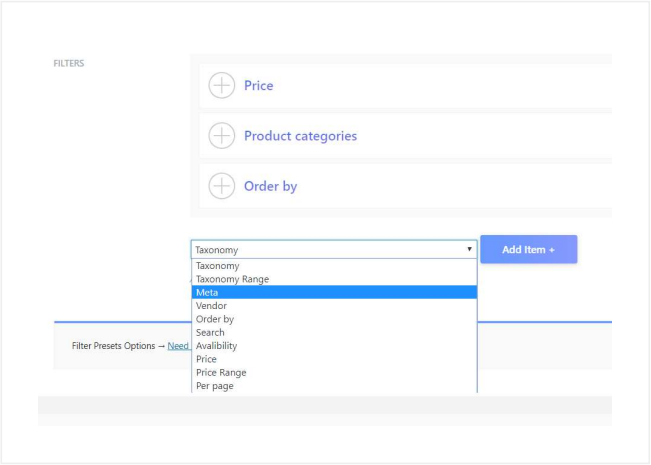 FILTERS
Price
Product categories
Order by
Taxonomy
Add Item +
Taxonomy
Taxonomy Range
Meta
Vendor
Order by
Search
Avalibility
Price
Price Range
Per page
Filter Presets Options → Need